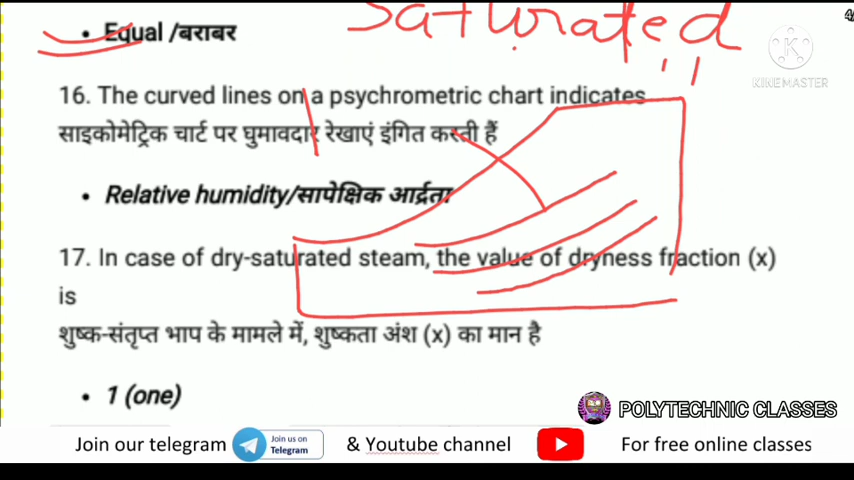 saturated
• Equal /बराबर
KINEMASTER
16. The curved lines on a psychrometric chart indicates
साइकोमेट्रिक चार्ट पर घुमावदार रेखाएं इंगित करती हैं
• Relative humidity/सापेक्षिक आर्द्रता
17. In case of dry-saturated steam, the value of dryness fraction (x)
is
शुष्क-संतृप्त भाप के मामले में, शुष्कता अंश (x) का मान है
• 1 (one)
POLYTECHNIC CLASSES
Join our telegram Join us on Telegram & Youtube channel For free online classes